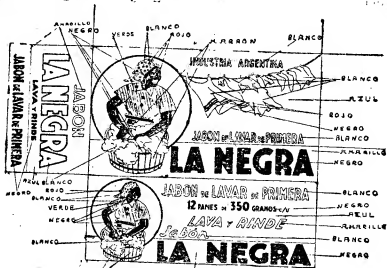 AMARILLO
NEGRO
VERDE
BLANCO
ROJO
MARRON
BLANCO
INDUSTRIA ARGENTINA
BLANCO
AZUL
ROJO
NEGRO
BLANCO
AMARILLO
NEGRO
JABON DE LAVAR DE PRIMERA
LA NEGRA
LAVA Y RINDE
LA NEGRA
JABON
JABON DE LAVAR DE PRIMERA
LA NEGRA
NEGRO
AZUL
BLANCO
ROJO
BLANCO
VERDE
NEGRO
BLANCO
JABON DE LAVAR DE PRIMERA
12 PANES DE 350 GRAMOS C/U
LAVA Y RINDE
JABON
LA NEGRA
BLANCO
NEGRO
AZUL
AMARILLO
BLANCO
NEGRO